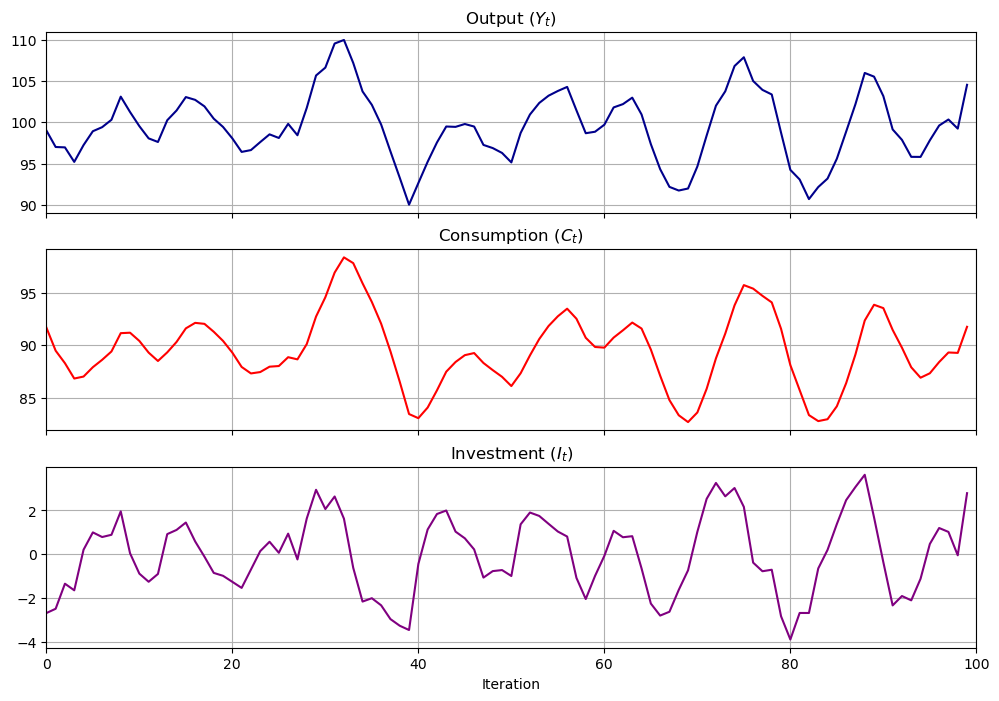 Output ($Y_t$)
110
105
100
95
90
Consumption ($C_t$)
95
90
85
Investment ($I_t$)
2
0
−2
−4
0 20 40 60 80 100
Iteration